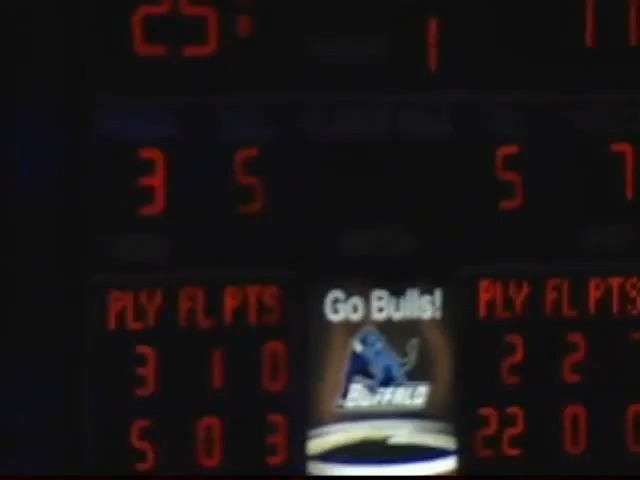 25: 1 11
3 5 5 7
PLY FL PTS Go Bulls! PLY FL PTS
3 1 0 2 2
BUFFALO
5 0 3 22 0 0